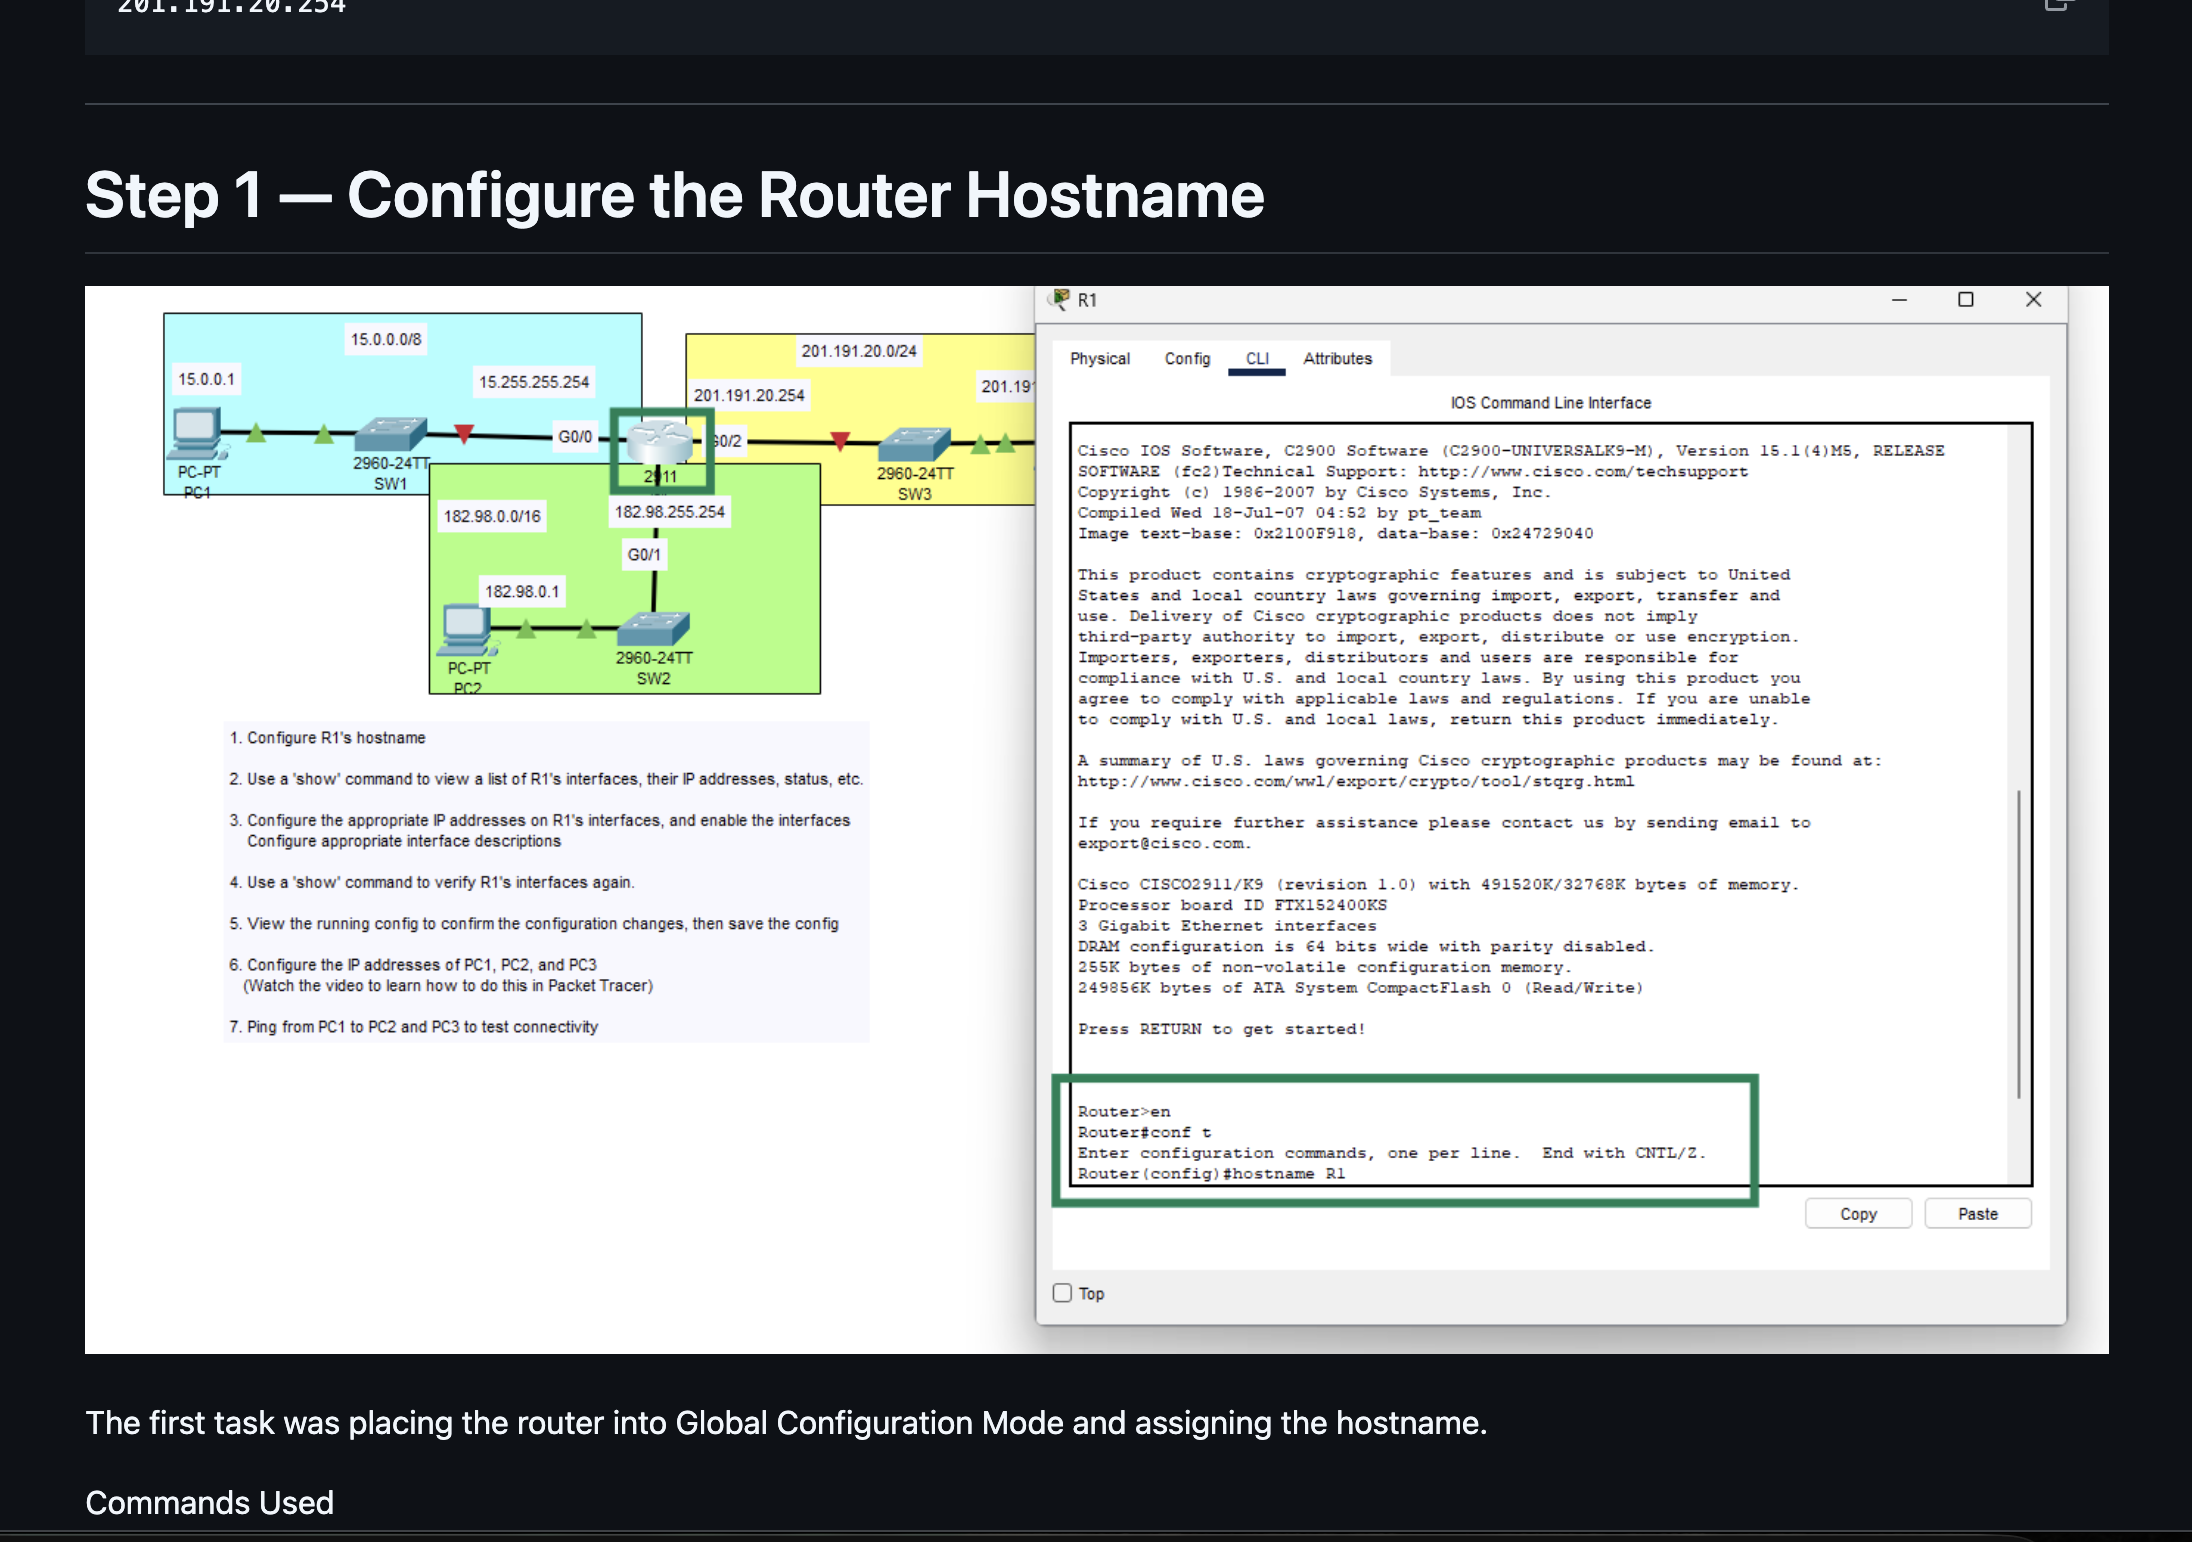 201.191.20.254
Step 1 — Configure the Router Hostname
15.0.0.0/8
15.0.0.1
15.255.255.254
G0/0
PC-PT
PC1
2960-24TT
SW1
201.191.20.0/24
201.191.20.254
201.191
G0/2
2911
2960-24TT
SW3
182.98.0.0/16
182.98.255.254
G0/1
182.98.0.1
PC-PT
PC2
2960-24TT
SW2
1. Configure R1's hostname
2. Use a 'show' command to view a list of R1's interfaces, their IP addresses, status, etc.
3. Configure the appropriate IP addresses on R1's interfaces, and enable the interfaces
Configure appropriate interface descriptions
4. Use a 'show' command to verify R1's interfaces again.
5. View the running config to confirm the configuration changes, then save the config
6. Configure the IP addresses of PC1, PC2, and PC3
(Watch the video to learn how to do this in Packet Tracer)
7. Ping from PC1 to PC2 and PC3 to test connectivity
R1
Physical Config CLI Attributes
IOS Command Line Interface
Cisco IOS Software, C2900 Software (C2900-UNIVERSALK9-M), Version 15.1(4)M5, RELEASE
SOFTWARE (fc2)Technical Support: http://www.cisco.com/techsupport
Copyright (c) 1986-2007 by Cisco Systems, Inc.
Compiled Wed 18-Jul-07 04:52 by pt_team
Image text-base: 0x2100F918, data-base: 0x24729040
This product contains cryptographic features and is subject to United
States and local country laws governing import, export, transfer and
use. Delivery of Cisco cryptographic products does not imply
third-party authority to import, export, distribute or use encryption.
Importers, exporters, distributors and users are responsible for
compliance with U.S. and local country laws. By using this product you
agree to comply with applicable laws and regulations. If you are unable
to comply with U.S. and local laws, return this product immediately.
A summary of U.S. laws governing Cisco cryptographic products may be found at:
http://www.cisco.com/wwl/export/crypto/tool/stqrg.html
If you require further assistance please contact us by sending email to
export@cisco.com.
Cisco CISCO2911/K9 (revision 1.0) with 491520K/32768K bytes of memory.
Processor board ID FTX152400KS
3 Gigabit Ethernet interfaces
DRAM configuration is 64 bits wide with parity disabled.
255K bytes of non-volatile configuration memory.
249856K bytes of ATA System CompactFlash 0 (Read/Write)
Press RETURN to get started!
Router>en
Router#conf t
Enter configuration commands, one per line. End with CNTL/Z.
Router(config)#hostname R1
Copy Paste
Top
The first task was placing the router into Global Configuration Mode and assigning the hostname.
Commands Used